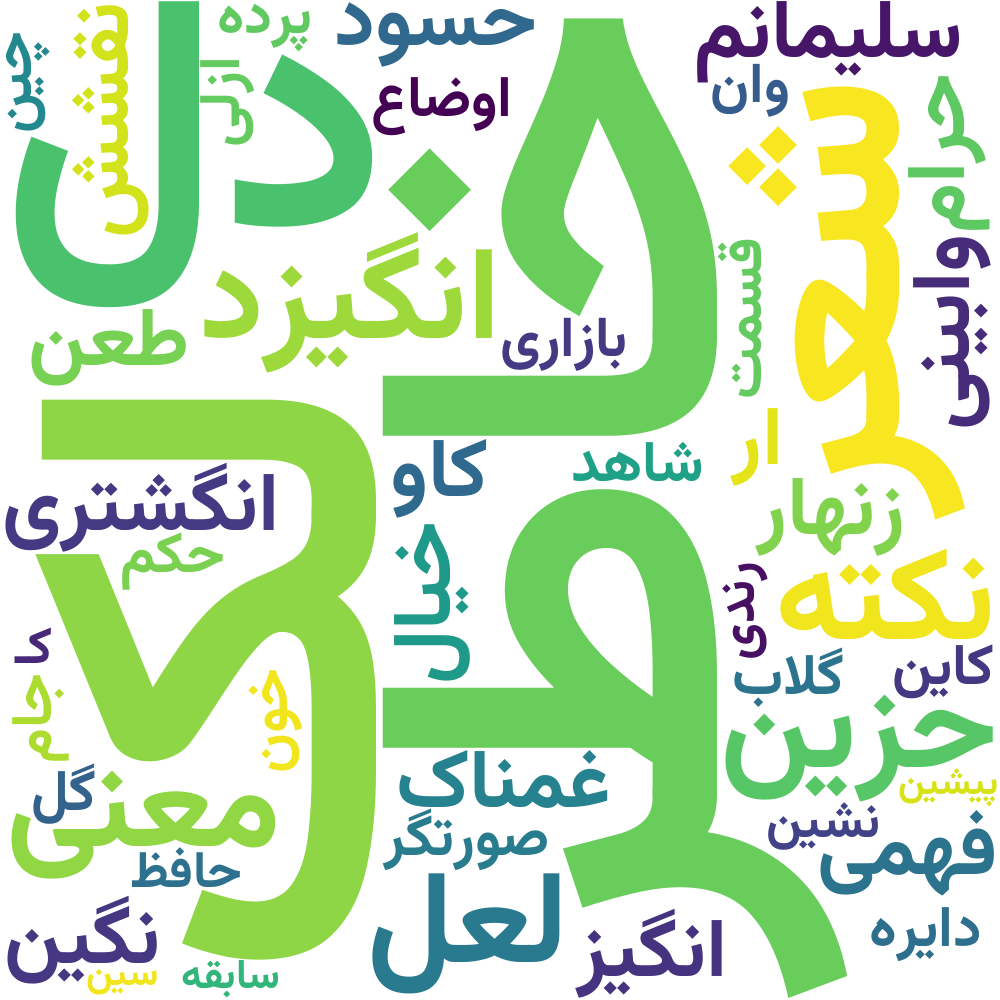 دل
نقشش
چین
ازلی
پرده
حسود
اوضاع
خاطر
سلیمانم
وان
شعر
حرام
وابینی
انگیزد
طعن
بازاری
قسمت
ار
شاهد
کاو
انگشتری
حکم
خیال
زنهار
نکته
رندی
کاین
گلاب
ک
جام
خون
حزین
پیشین
معنی
گل
غمناک
صورتگر
نشین
فهمی
حافظ
لعل
انگیز
دایره
نگین
سین
سابقه